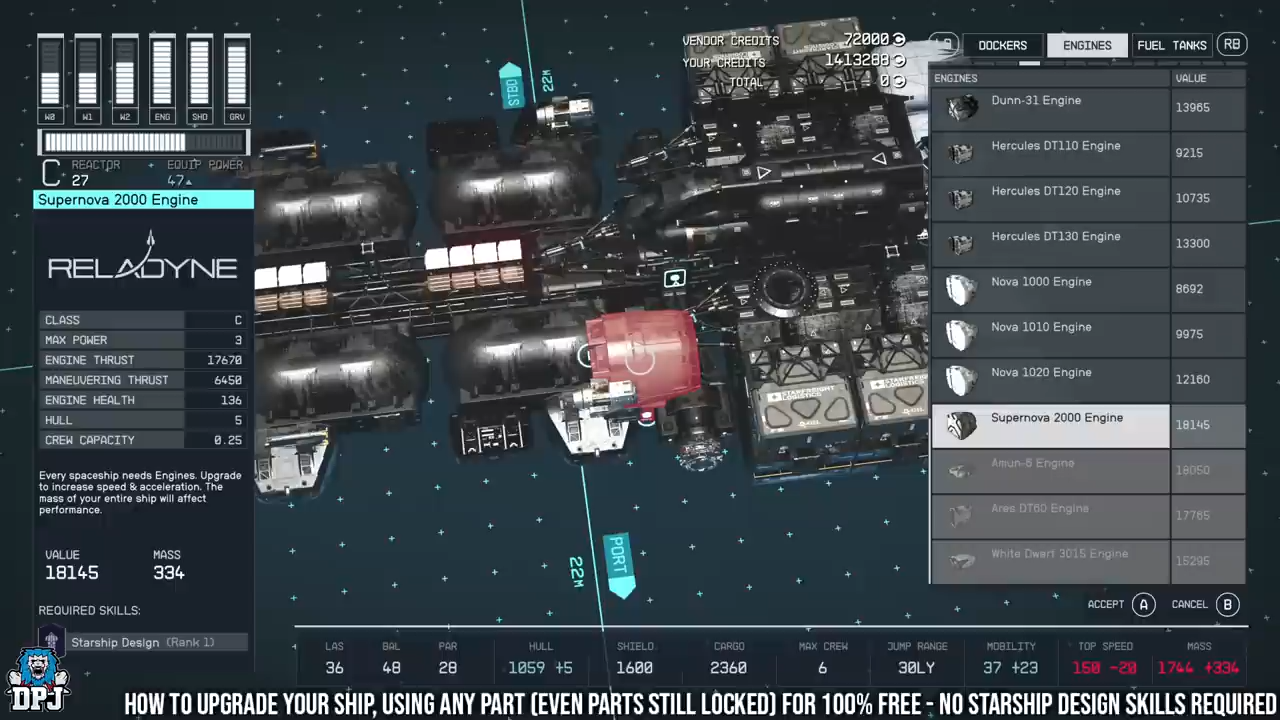 W0 W1 W2 ENG SHD GRV
C REACTOR 27 EQUIP POWER 47
Supernova 2000 Engine
RELADYNE
CLASS C
MAX POWER 3
ENGINE THRUST 17670
MANEUVERING THRUST 6450
ENGINE HEALTH 136
HULL 5
CREW CAPACITY 0.25
Every spaceship needs Engines. Upgrade
to increase speed & acceleration. The
mass of your entire ship will affect
performance.
VALUE MASS
18145 334
REQUIRED SKILLS:
Starship Design (Rank 1)
STBD 22M
PORT 22M
STARFREIGHT LOGISTICS
VENDOR CREDITS 72000
YOUR CREDITS 1413288
TOTAL 0
DOCKERS ENGINES FUEL TANKS RB
ENGINES VALUE
Dunn-31 Engine 13965
Hercules DT110 Engine 9215
Hercules DT120 Engine 10735
Hercules DT130 Engine 13300
Nova 1000 Engine 8692
Nova 1010 Engine 9975
Nova 1020 Engine 12160
Supernova 2000 Engine 18145
Amun-6 Engine 18050
Ares DT60 Engine 17765
White Dwarf 3015 Engine 15295
ACCEPT A CANCEL B
LAS BAL PAR HULL SHIELD CARGO MAX CREW JUMP RANGE MOBILITY TOP SPEED MASS
36 48 28 1059 +5 1600 2360 6 30LY 37 +23 150 -20 1744 +334
DPJ
HOW TO UPGRADE YOUR SHIP, USING ANY PART (EVEN PARTS STILL LOCKED) FOR 100% FREE - NO STARSHIP DESIGN SKILLS REQUIRED